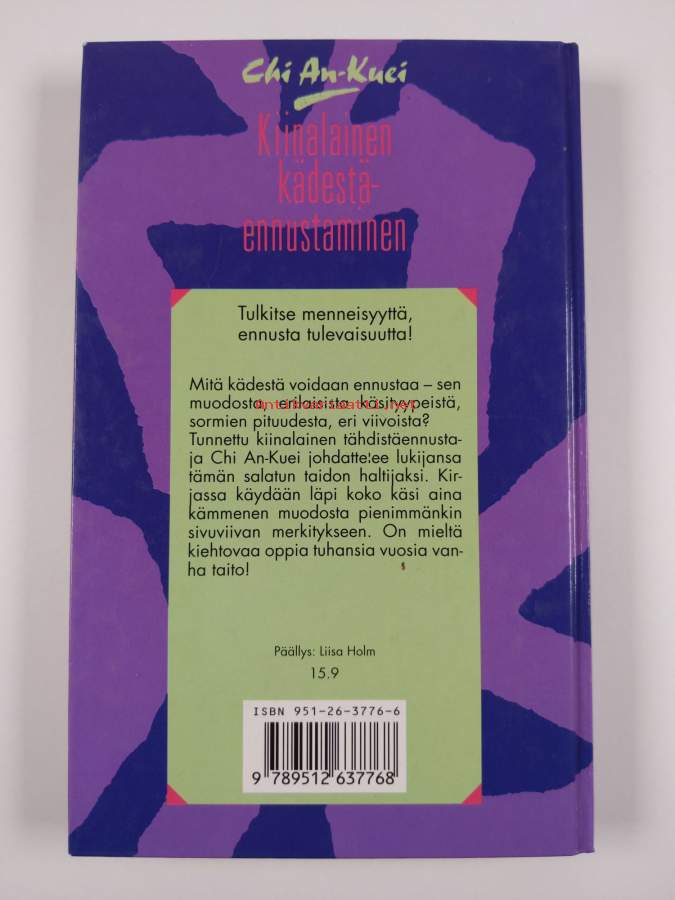 Chi An-Kuei
Kiinalainen
kädestä-
ennustaminen
Tulkitse menneisyyttä,
ennusta tulevaisuutta!
Mitä kädestä voidaan ennustaa – sen
muodosta, erilaisista käsityypeistä,
Antikvariaatti.net
sormien pituudesta, eri viivoista?
Tunnettu kiinalainen tähdistäennusta-
ja Chi An-Kuei johdattelee lukijansa
tämän salatun taidon haltijaksi. Kir-
jassa käydään läpi koko käsi aina
kämmenen muodosta pienimmänkin
sivuviivan merkitykseen. On mieltä
kiehtovaa oppia tuhansia vuosia van-
ha taito!
Päällys: Liisa Holm
15.9
ISBN 951-26-3776-6
9 789512 637768